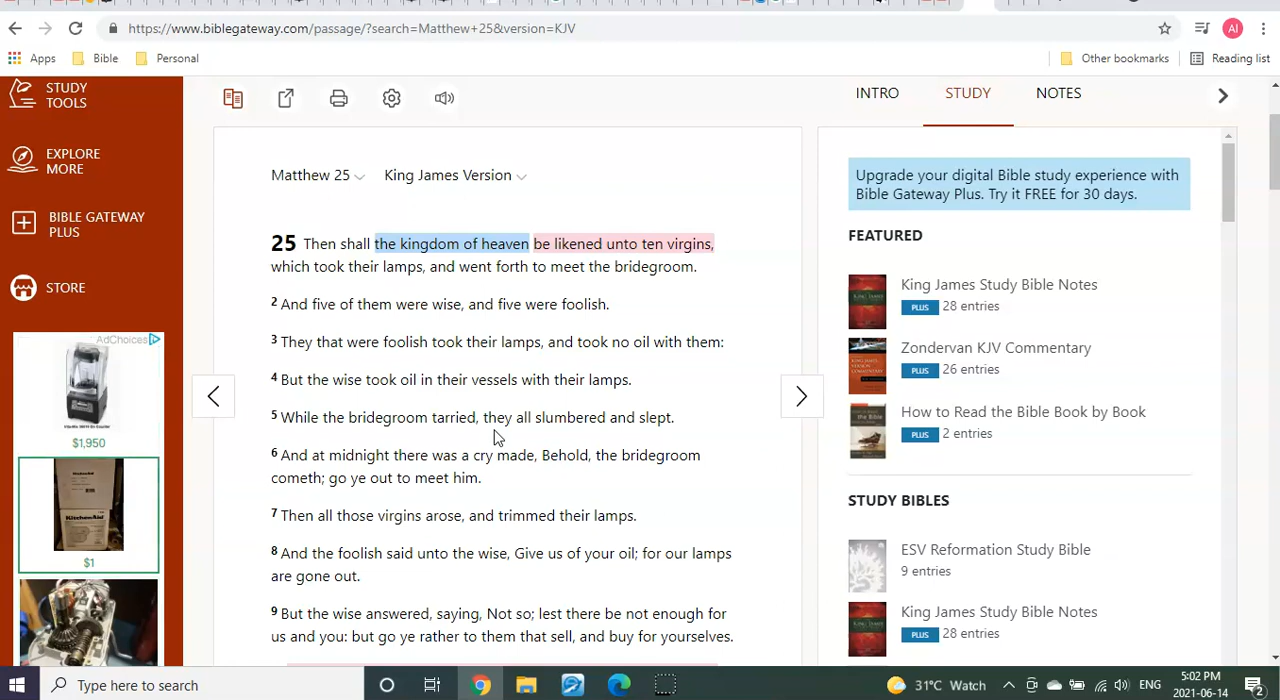 https://www.biblegateway.com/passage/?search=Matthew+25&version=KJV
AI
Apps
Bible
Personal
Other bookmarks
Reading list
STUDY
TOOLS
EXPLORE
MORE
BIBLE GATEWAY
PLUS
STORE
AdChoices
$1,950
KitchenAid
$1
Matthew 25
King James Version
25 Then shall the kingdom of heaven be likened unto ten virgins,
which took their lamps, and went forth to meet the bridegroom.
2 And five of them were wise, and five were foolish.
3 They that were foolish took their lamps, and took no oil with them:
4 But the wise took oil in their vessels with their lamps.
5 While the bridegroom tarried, they all slumbered and slept.
6 And at midnight there was a cry made, Behold, the bridegroom
cometh; go ye out to meet him.
7 Then all those virgins arose, and trimmed their lamps.
8 And the foolish said unto the wise, Give us of your oil; for our lamps
are gone out.
9 But the wise answered, saying, Not so; lest there be not enough for
us and you: but go ye rather to them that sell, and buy for yourselves.
INTRO
STUDY
NOTES
Upgrade your digital Bible study experience with
Bible Gateway Plus. Try it FREE for 30 days.
FEATURED
King James Study Bible Notes
PLUS 28 entries
Zondervan KJV Commentary
PLUS 26 entries
How to Read the Bible Book by Book
PLUS 2 entries
STUDY BIBLES
ESV Reformation Study Bible
9 entries
King James Study Bible Notes
PLUS 28 entries
Type here to search
31°C Watch
ENG
5:02 PM
2021-06-14
2